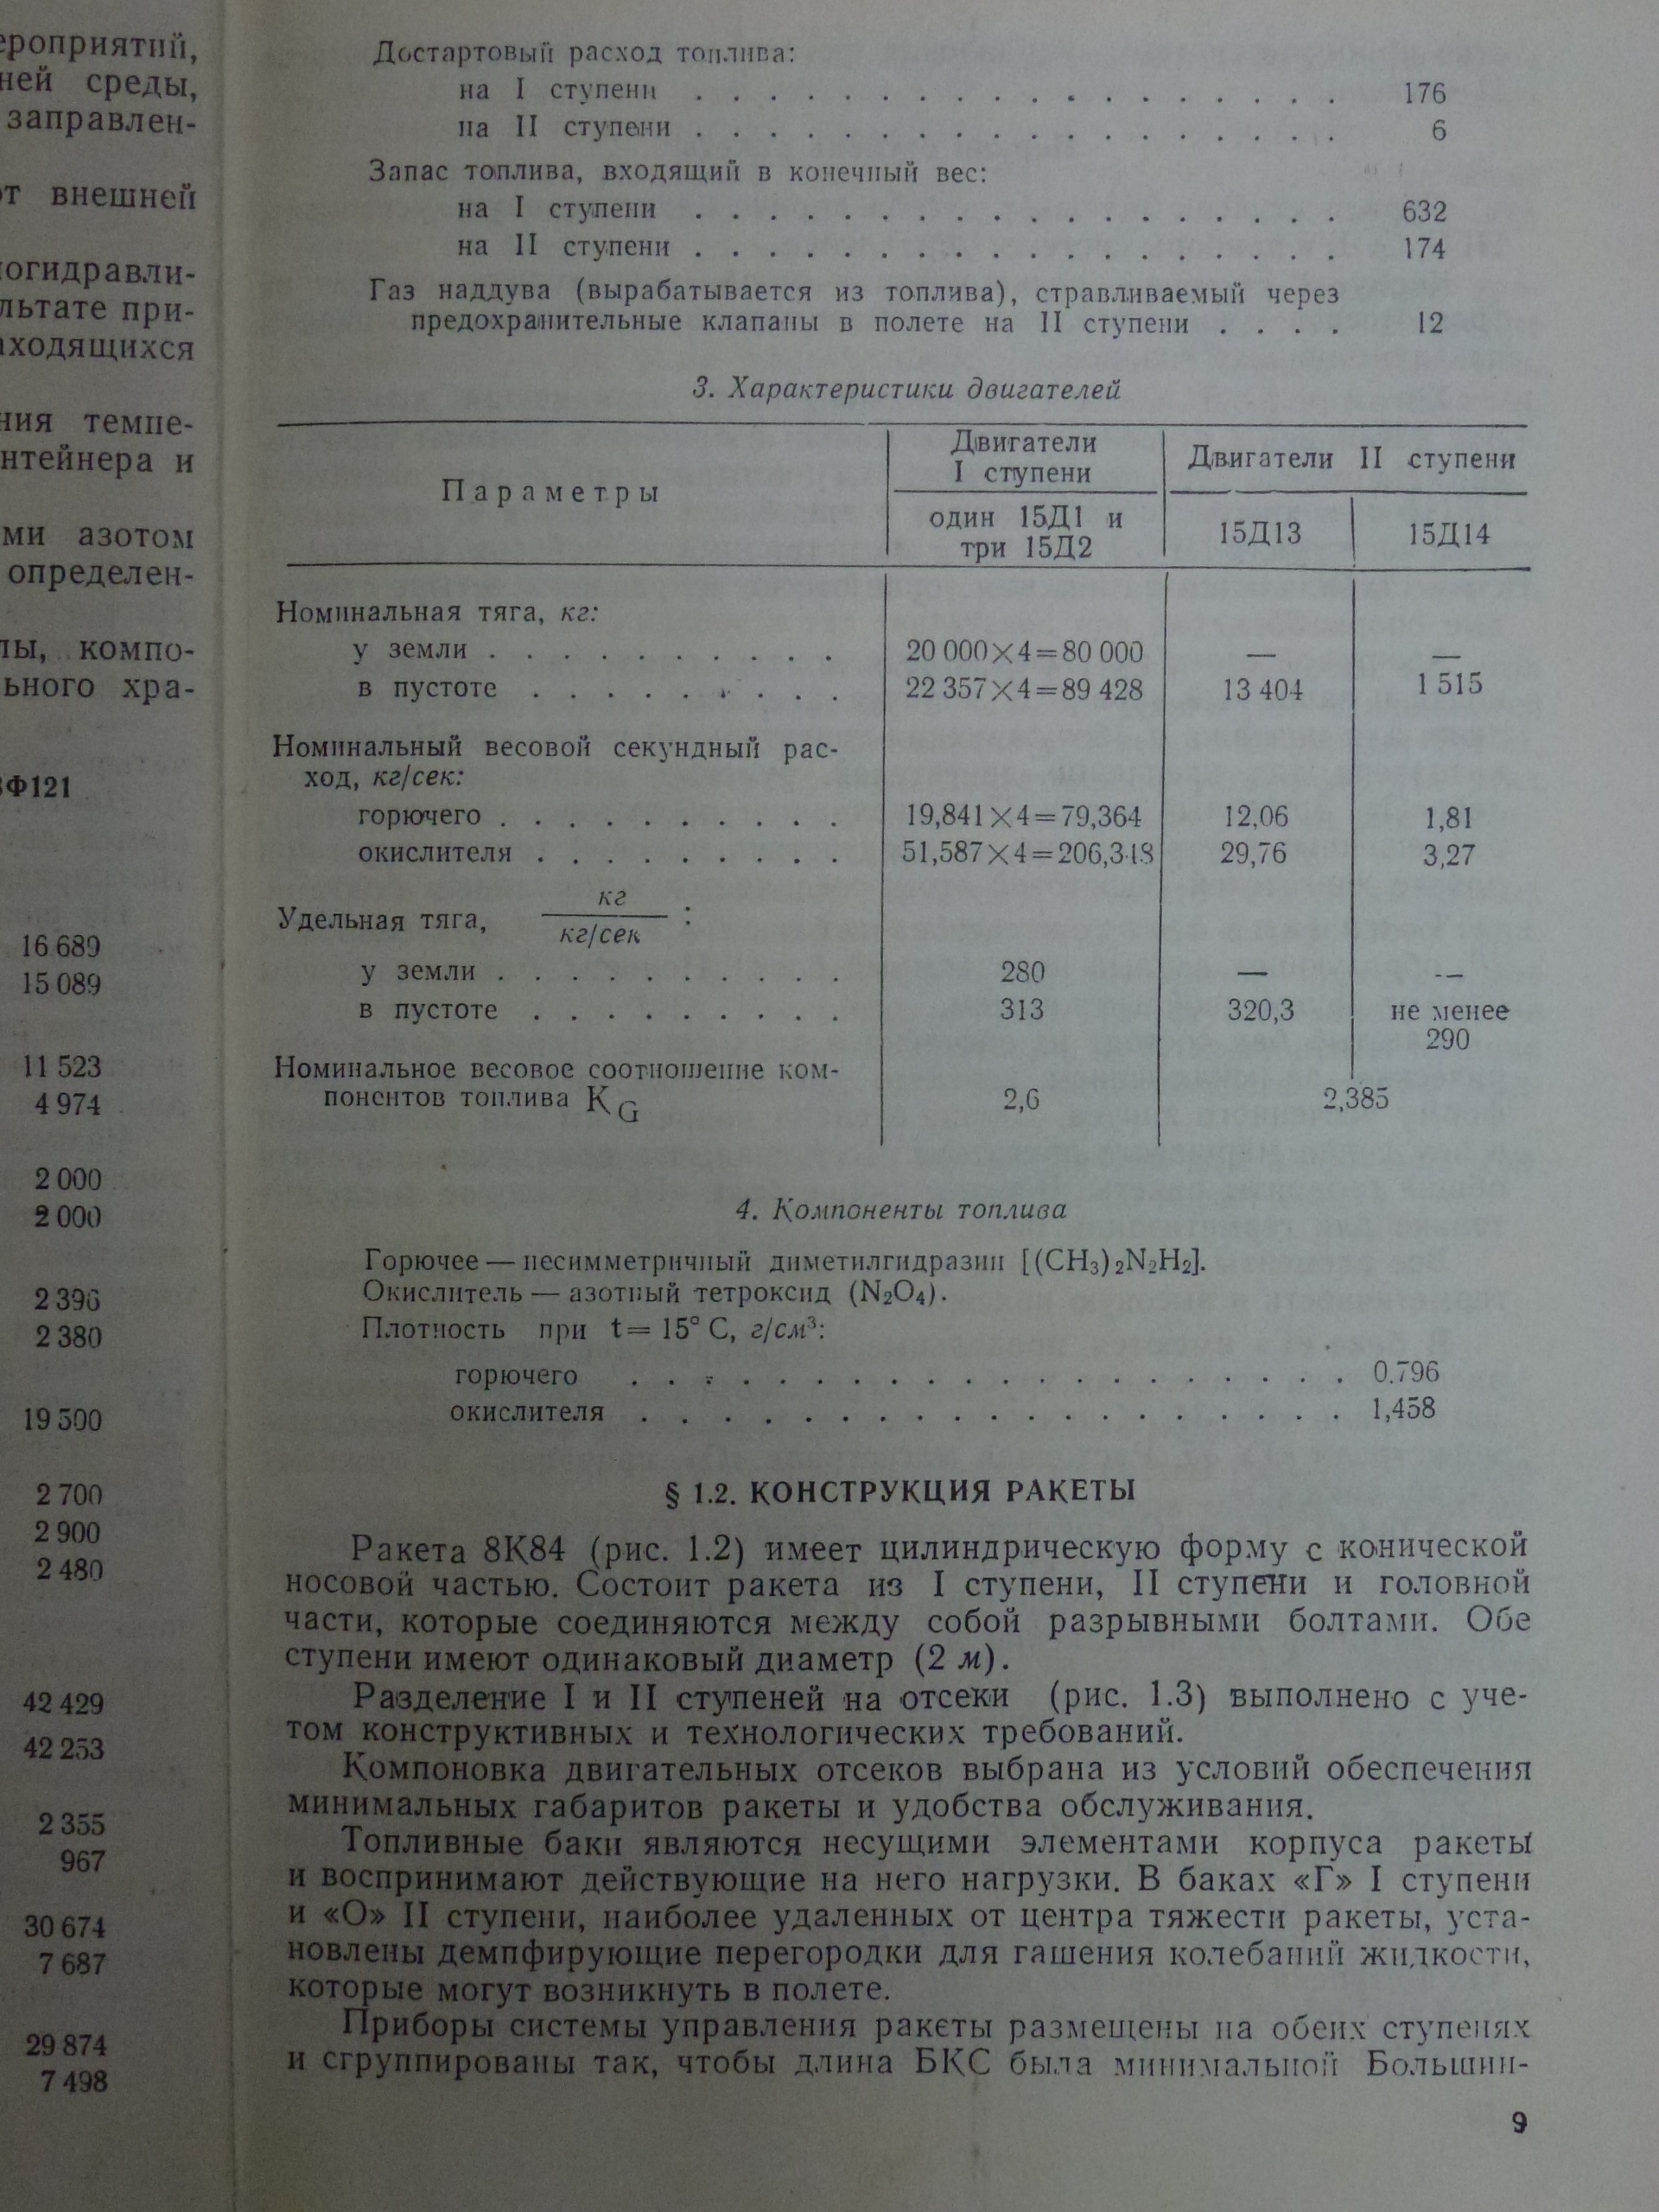 ероприятий,
ней среды,
заправлен-
от внешней
логидравли-
льтате при-
аходящихся
ния темпе-
нтейнера и
ми азотом
определен-
лы, компо-
ьного хра-
Ф121
16 689
15 089
11 523
4 974
2 000
2 000
2 396
2 380
19 500
2 700
2 900
2 480
42 429
42 253
2 355
967
30 674
7 687
29 874
7 498
Достартовый расход топлива:
на I ступени . . . . . . . . . . . . . . . . . . 176
на II ступени . . . . . . . . . . . . . . . . . . 6
Запас топлива, входящий в конечный вес:
на I ступени . . . . . . . . . . . . . . . . . . 632
на II ступени . . . . . . . . . . . . . . . . . . 174
Газ наддува (вырабатывается из топлива), стравливаемый через
предохранительные клапаны в полете на II ступени . . . . 12
3. Характеристики двигателей
Параметры
Двигатели
I ступени
Двигатели II ступени
один 15Д1 и
три 15Д2
15Д13 15Д14
Номинальная тяга, кг:
у земли . . . . . . . . . . 20 000×4=80 000 — —
в пустоте . . . . . . . . . 22 357×4=89 428 13 404 1 515
Номинальный весовой секундный рас-
ход, кг/сек:
горючего . . . . . . . . . . 19,841×4=79,364 12,06 1,81
окислителя . . . . . . . . . 51,587×4=206,348 29,76 3,27
Удельная тяга, кг/кг/сек :
у земли . . . . . . . . . . 280 — —
в пустоте . . . . . . . . . 313 320,3 не менее
290
Номинальное весовое соотношение ком-
понентов топлива K G 2,6 2,385
4. Компоненты топлива
Горючее — несимметричный диметилгидразин [(CH₃)₂N₂H₂].
Окислитель — азотный тетроксид (N₂O₄).
Плотность при t= 15° С, г/см³:
горючего . . . . . . . . . . . . . . . . . . . . 0.796
окислителя . . . . . . . . . . . . . . . . . . . . 1,458
§ 1.2. КОНСТРУКЦИЯ РАКЕТЫ
Ракета 8К84 (рис. 1.2) имеет цилиндрическую форму с конической
носовой частью. Состоит ракета из I ступени, II ступени и головной
части, которые соединяются между собой разрывными болтами. Обе
ступени имеют одинаковый диаметр (2 м).
Разделение I и II ступеней на отсеки (рис. 1.3) выполнено с уче-
том конструктивных и технологических требований.
Компоновка двигательных отсеков выбрана из условий обеспечения
минимальных габаритов ракеты и удобства обслуживания.
Топливные баки являются несущими элементами корпуса ракеты
и воспринимают действующие на него нагрузки. В баках «Г» I ступени
и «О» II ступени, наиболее удаленных от центра тяжести ракеты, уста-
новлены демпфирующие перегородки для гашения колебаний жидкости,
которые могут возникнуть в полете.
Приборы системы управления ракеты размещены на обеих ступенях
и сгруппированы так, чтобы длина БКС была минимальной Большин-
9